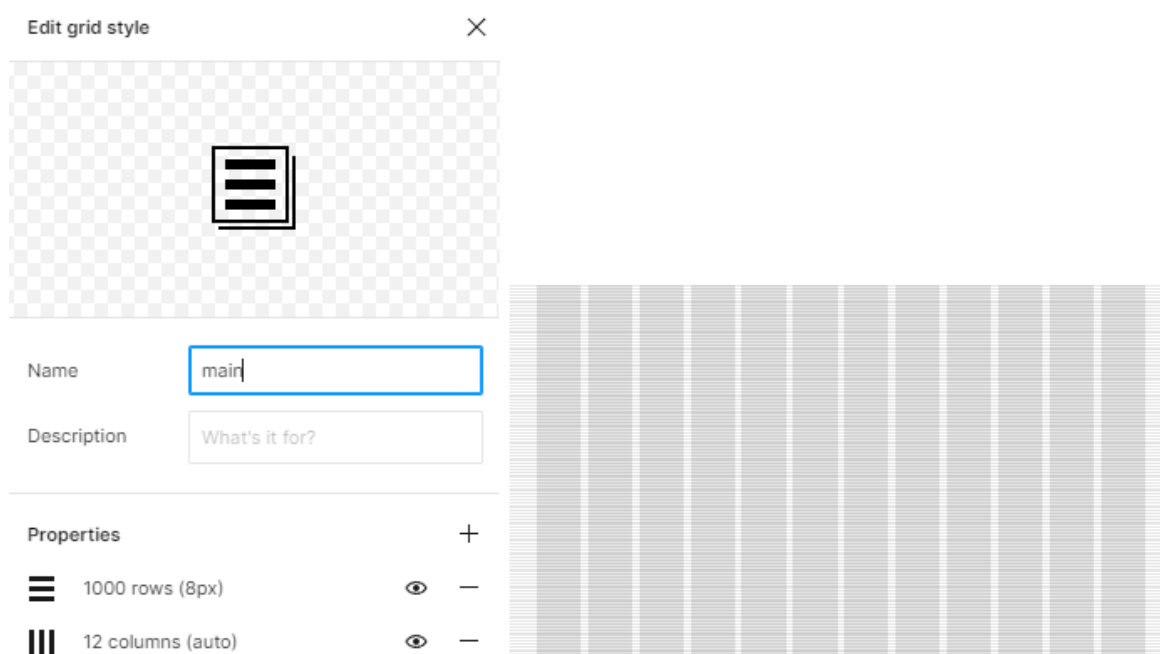 Edit grid style
Name
main
Description
What's it for?
Properties
1000 rows (8px)
12 columns (auto)